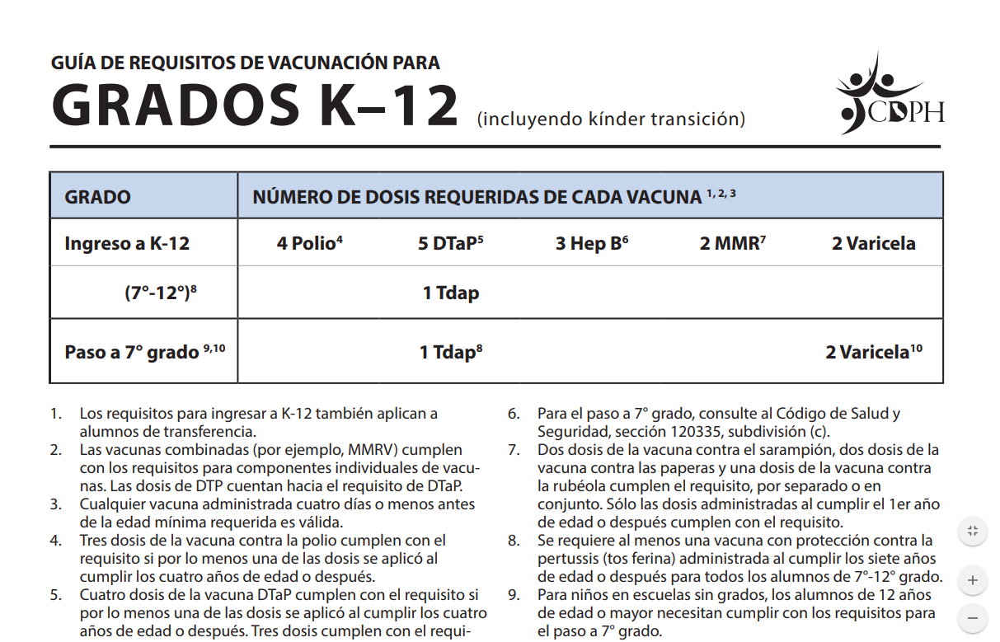 GUÍA DE REQUISITOS DE VACUNACIÓN PARA
GRADOS K–12 (incluyendo kínder transición)
CDPH
GRADO NÚMERO DE DOSIS REQUERIDAS DE CADA VACUNA 1, 2, 3
Ingreso a K-12 4 Polio4 5 DTaP5 3 Hep B6 2 MMR7 2 Varicela
(7°-12°)8 1 Tdap
Paso a 7° grado 9,10 1 Tdap8 2 Varicela10
1. Los requisitos para ingresar a K-12 también aplican a
alumnos de transferencia.
2. Las vacunas combinadas (por ejemplo, MMRV) cumplen
con los requisitos para componentes individuales de vacu-
nas. Las dosis de DTP cuentan hacia el requisito de DTaP.
3. Cualquier vacuna administrada cuatro días o menos antes
de la edad mínima requerida es válida.
4. Tres dosis de la vacuna contra la polio cumplen con el
requisito si por lo menos una de las dosis se aplicó al
cumplir los cuatro años de edad o después.
5. Cuatro dosis de la vacuna DTaP cumplen con el requisito si
por lo menos una de las dosis se aplicó al cumplir los cuatro
años de edad o después. Tres dosis cumplen con el requi-
6. Para el paso a 7° grado, consulte al Código de Salud y
Seguridad, sección 120335, subdivisión (c).
7. Dos dosis de la vacuna contra el sarampión, dos dosis de la
vacuna contra las paperas y una dosis de la vacuna contra
la rubéola cumplen el requisito, por separado o en
conjunto. Sólo las dosis administradas al cumplir el 1er año
de edad o después cumplen con el requisito.
8. Se requiere al menos una vacuna con protección contra la
pertussis (tos ferina) administrada al cumplir los siete años
de edad o después para todos los alumnos de 7°-12° grado.
9. Para niños en escuelas sin grados, los alumnos de 12 años
de edad o mayor necesitan cumplir con los requisitos para
el paso a 7° grado.